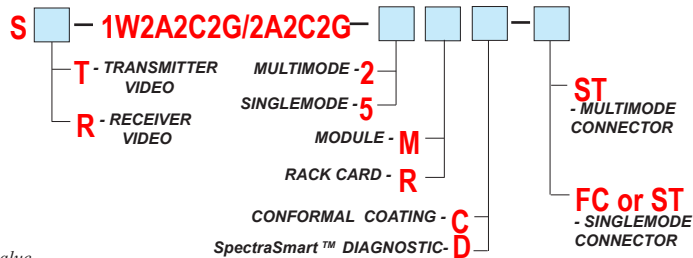 S - 1W2A2C2G/2A2C2G- -
T - TRANSMITTER
VIDEO
R - RECEIVER
VIDEO
MULTIMODE - 2
SINGLEMODE - 5
MODULE - M
RACK CARD - R
CONFORMAL COATING - C
SpectraSmart ™ DIAGNOSTIC- D
ST
- MULTIMODE
CONNECTOR
FC or ST
- SINGLEMODE
CONNECTOR